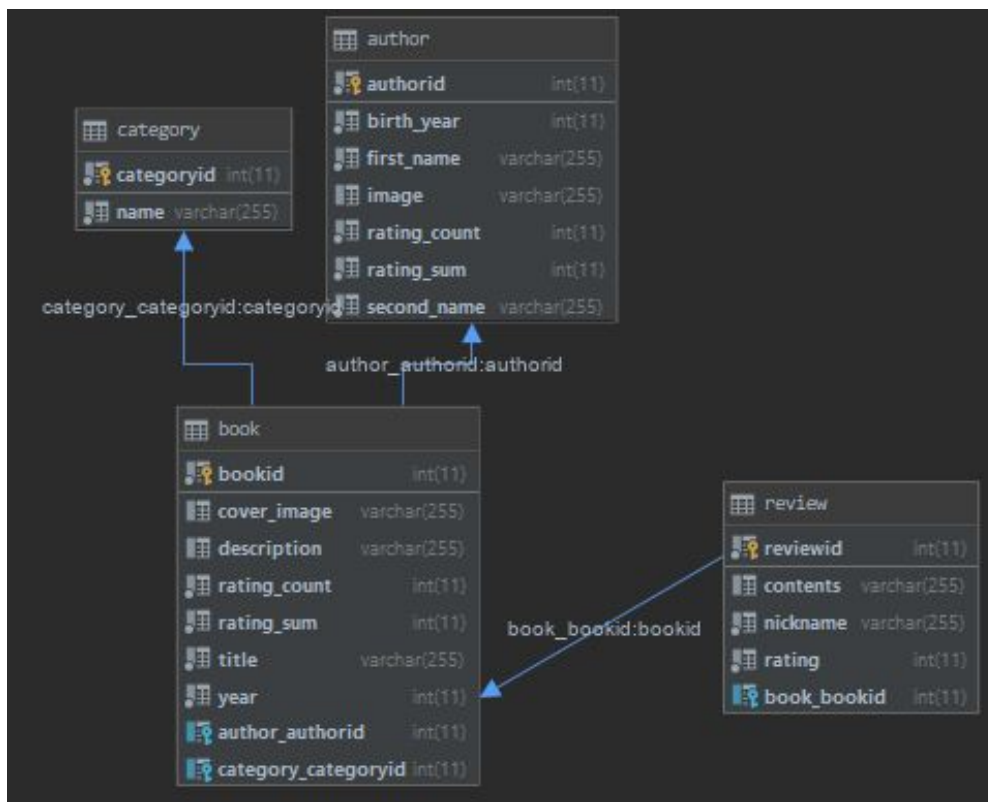 author
authorid int(11)
birth_year int(11)
first_name varchar(255)
image varchar(255)
rating_count int(11)
rating_sum int(11)
second_name varchar(255)
category
categoryid int(11)
name varchar(255)
category_categoryid:categoryid
author_authorid:authorid
book
bookid int(11)
cover_image varchar(255)
description varchar(255)
rating_count int(11)
rating_sum int(11)
title varchar(255)
year int(11)
author_authorid int(11)
category_categoryid int(11)
book_bookid:bookid
review
reviewid int(11)
contents varchar(255)
nickname varchar(255)
rating int(11)
book_bookid int(11)